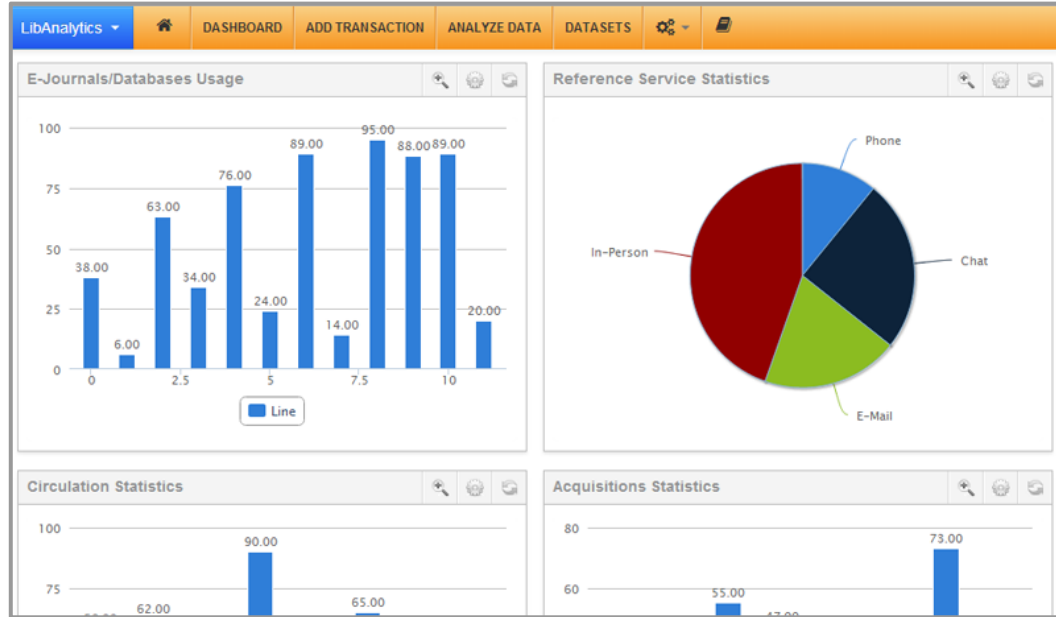 LibAnalytics DASHBOARD ADD TRANSACTION ANALYZE DATA DATASETS
E-Journals/Databases Usage
100
75
50
25
0
38.00
6.00
63.00
34.00
76.00
24.00
89.00
14.00
95.00
88.00
89.00
20.00
0 2.5 5 7.5 10
Line
Reference Service Statistics
Phone
Chat
E-Mail
In-Person
Circulation Statistics
100
75
62.00
90.00
65.00
Acquisitions Statistics
80
60
55.00
73.00